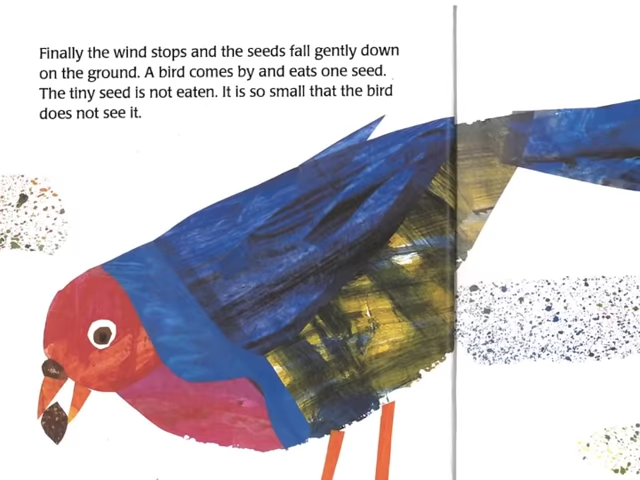 Finally the wind stops and the seeds fall gently down
on the ground. A bird comes by and eats one seed.
The tiny seed is not eaten. It is so small that the bird
does not see it.